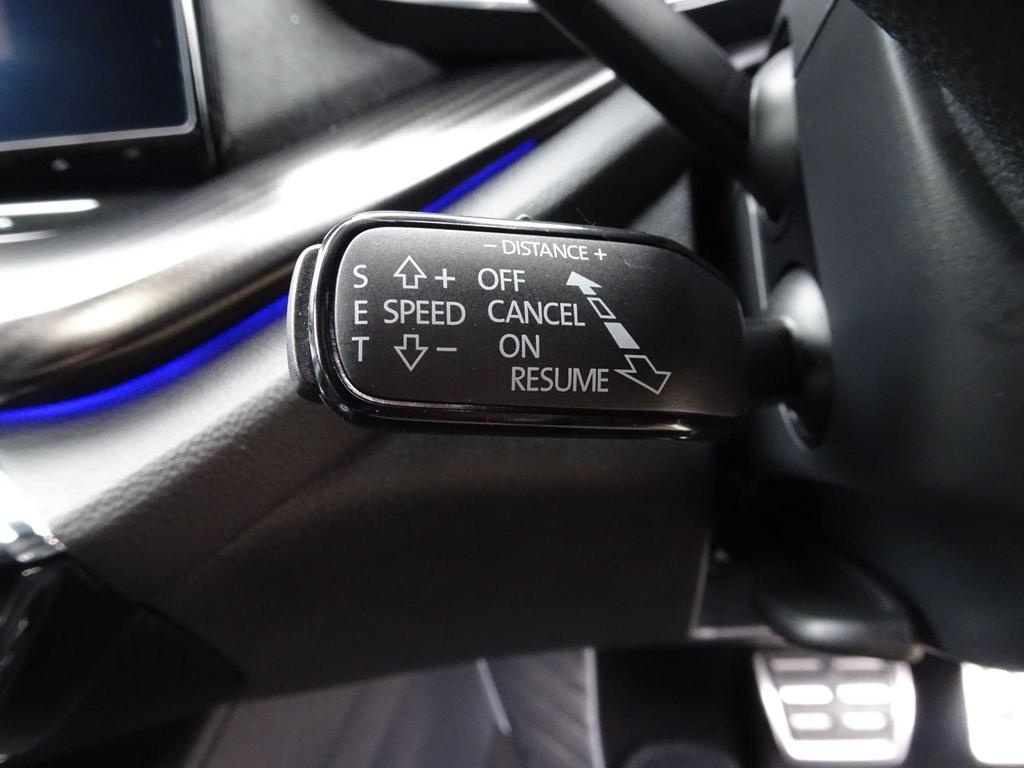 − DISTANCE +
S + OFF
E SPEED CANCEL
T − ON
RESUME